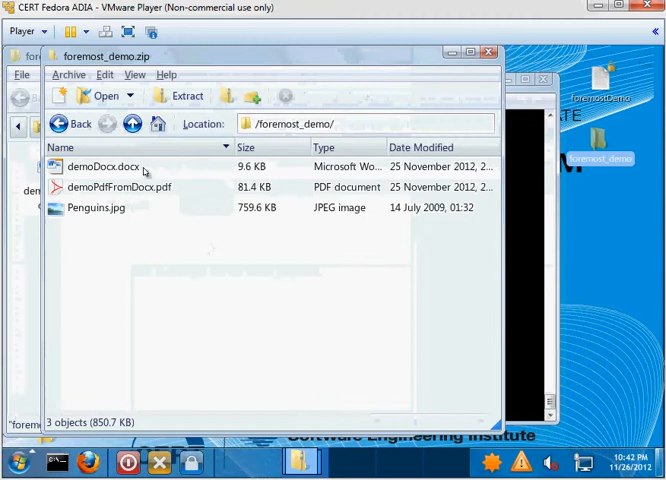 CERT Fedora ADIA - VMware Player (Non-commercial use only)
Player
foremost_demo.zip
File
Archive Edit View Help
Open Extract
Back Location: /foremost_demo/
Name Size Type Date Modified
demoDocx.docx 9.6 KB Microsoft Wo... 25 November 2012, 2...
demoPdfFromDocx.pdf 81.4 KB PDF document 25 November 2012, 2...
Penguins.jpg 759.6 KB JPEG image 14 July 2009, 01:32
foremostDemo
foremost_demo
3 objects (850.7 KB)
Software Engineering Institute
10:42 PM
11/26/2012